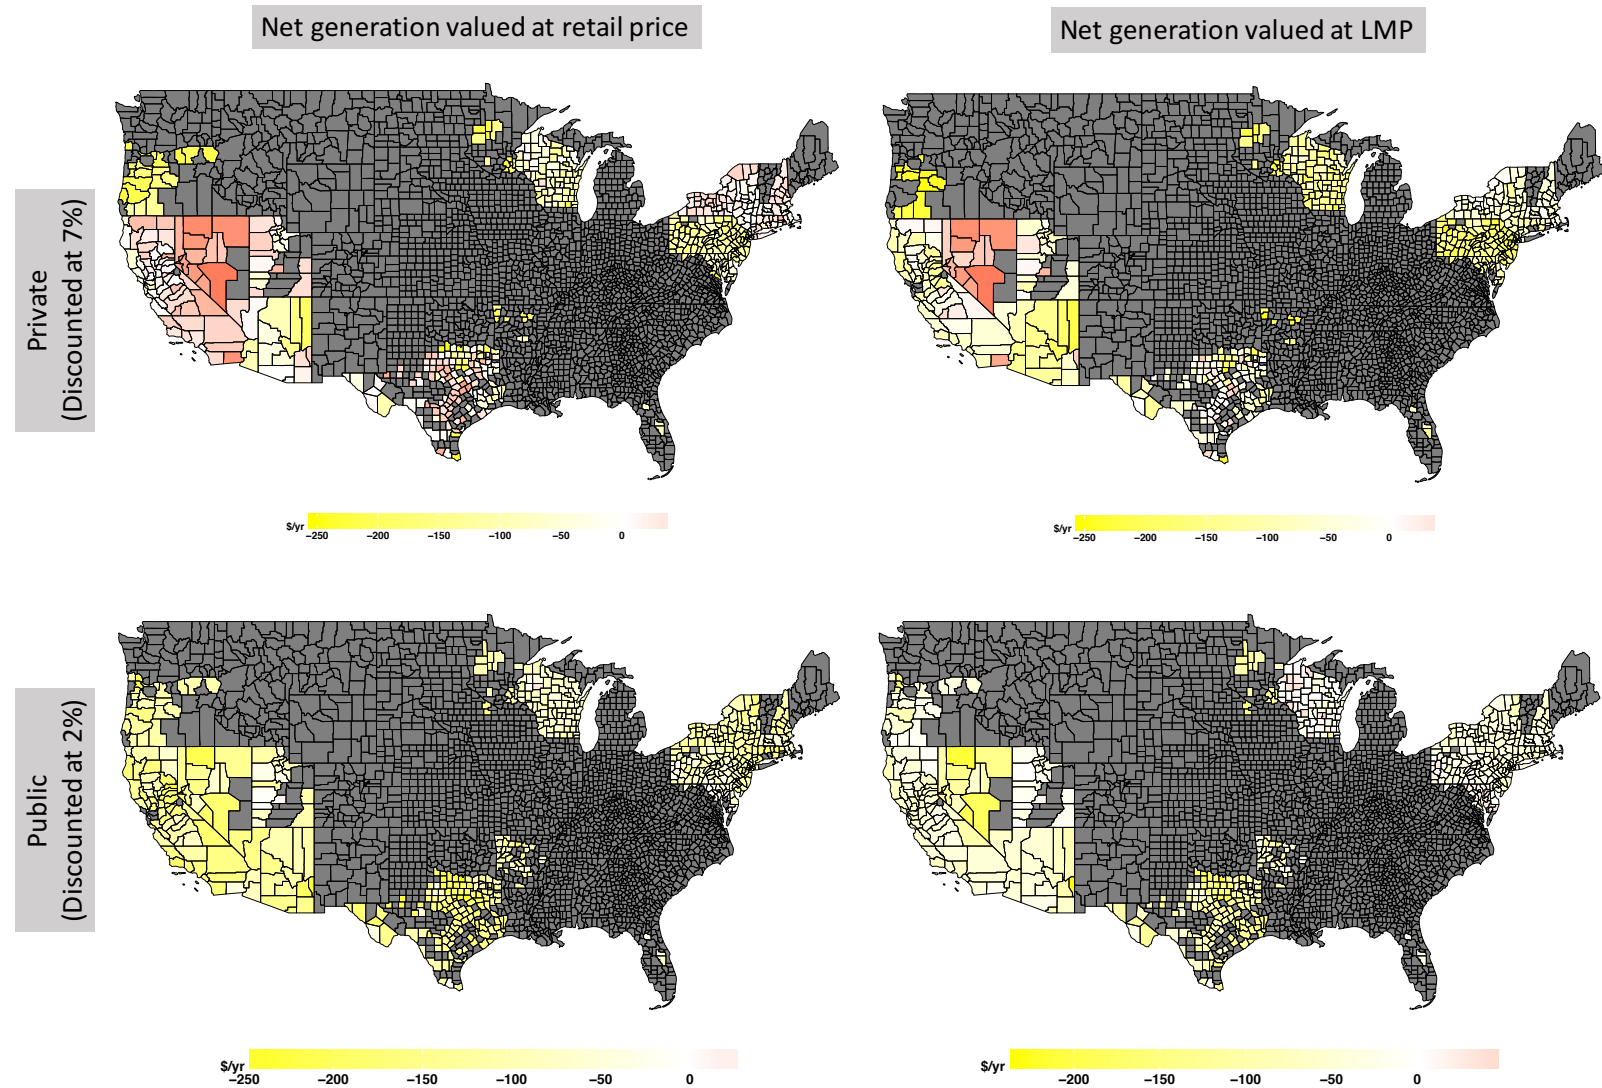 Net generation valued at retail price
Net generation valued at LMP
Private
(Discounted at 7%)
$/yr
−250 −200 −150 −100 −50 0
$/yr
−250 −200 −150 −100 −50 0
Public
(Discounted at 2%)
$/yr
−250 −200 −150 −100 −50 0
$/yr
−200 −150 −100 −50 0